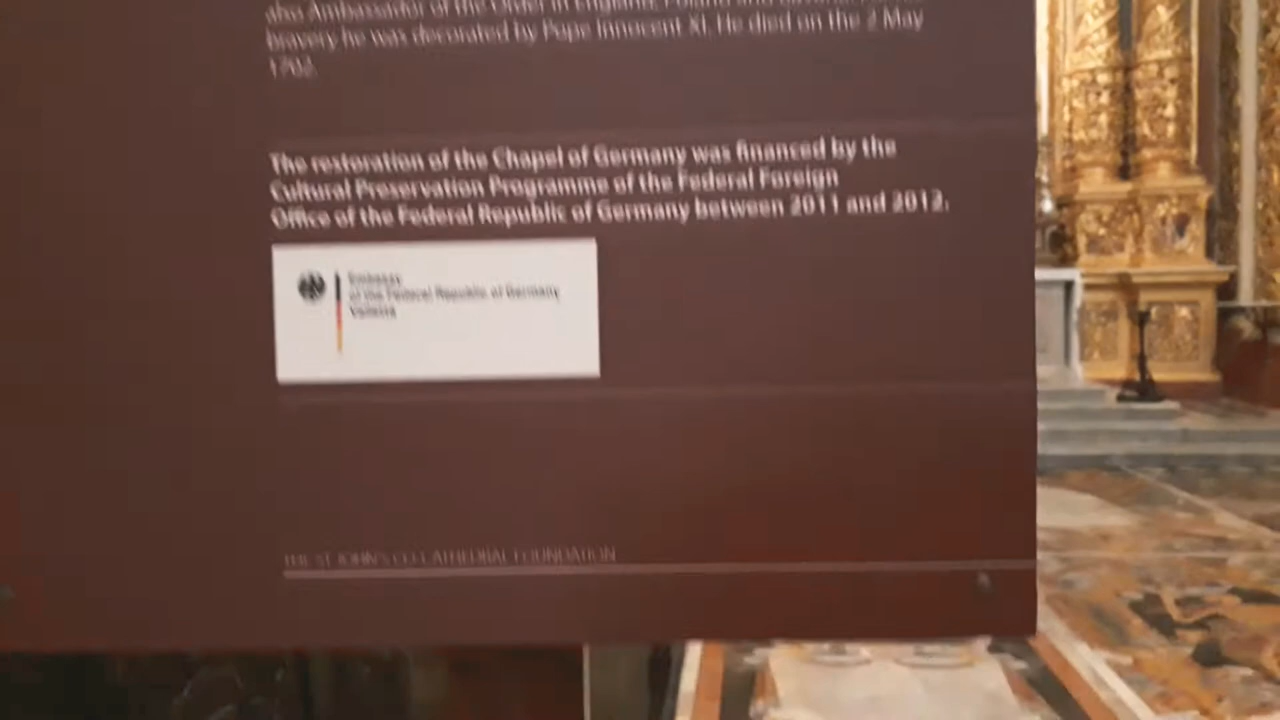 also Ambassador of the Order in England, Poland and
bravery he was decorated by Pope Innocent XI. He died on the 2 May
1702.
The restoration of the Chapel of Germany was financed by the
Cultural Preservation Programme of the Federal Foreign
Office of the Federal Republic of Germany between 2011 and 2012.
Embassy
of the Federal Republic of Germany
Valletta
THE ST JOHN'S CO-CATHEDRAL FOUNDATION